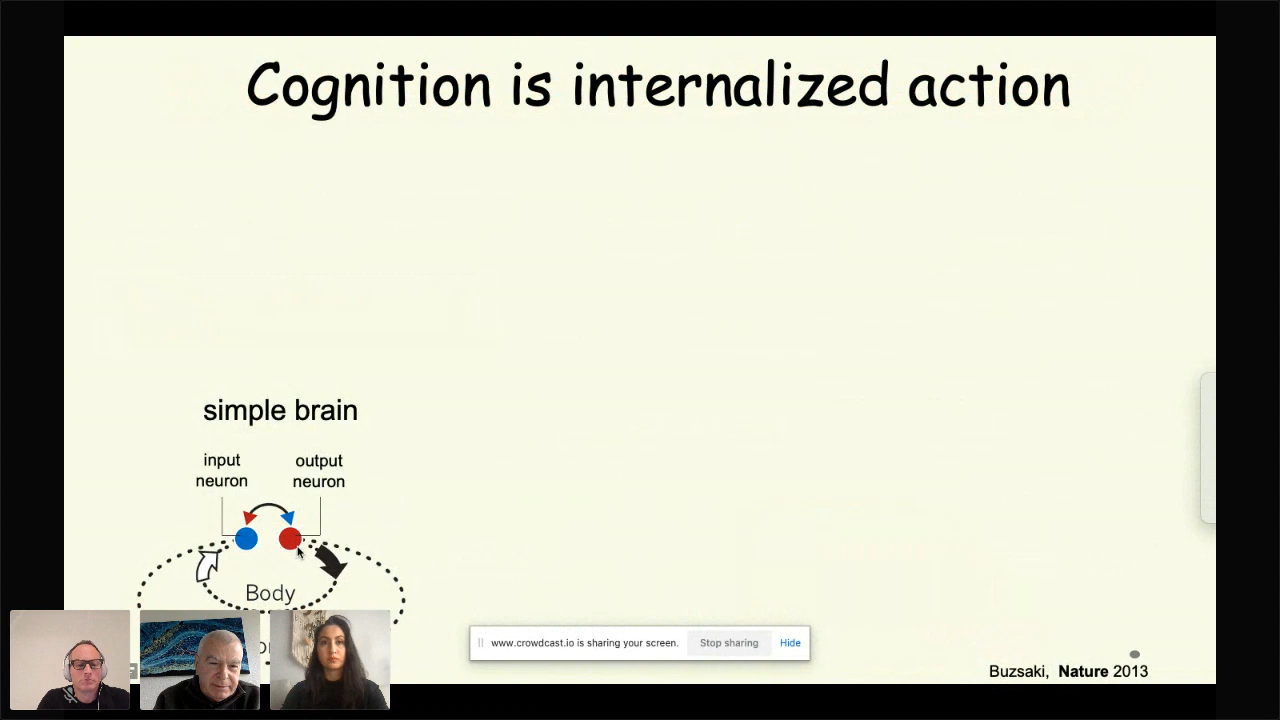 Cognition is internalized action
simple brain
input
neuron
output
neuron
Body
www.crowdcast.io is sharing your screen.
Stop sharing
Hide
Buzsaki, Nature 2013